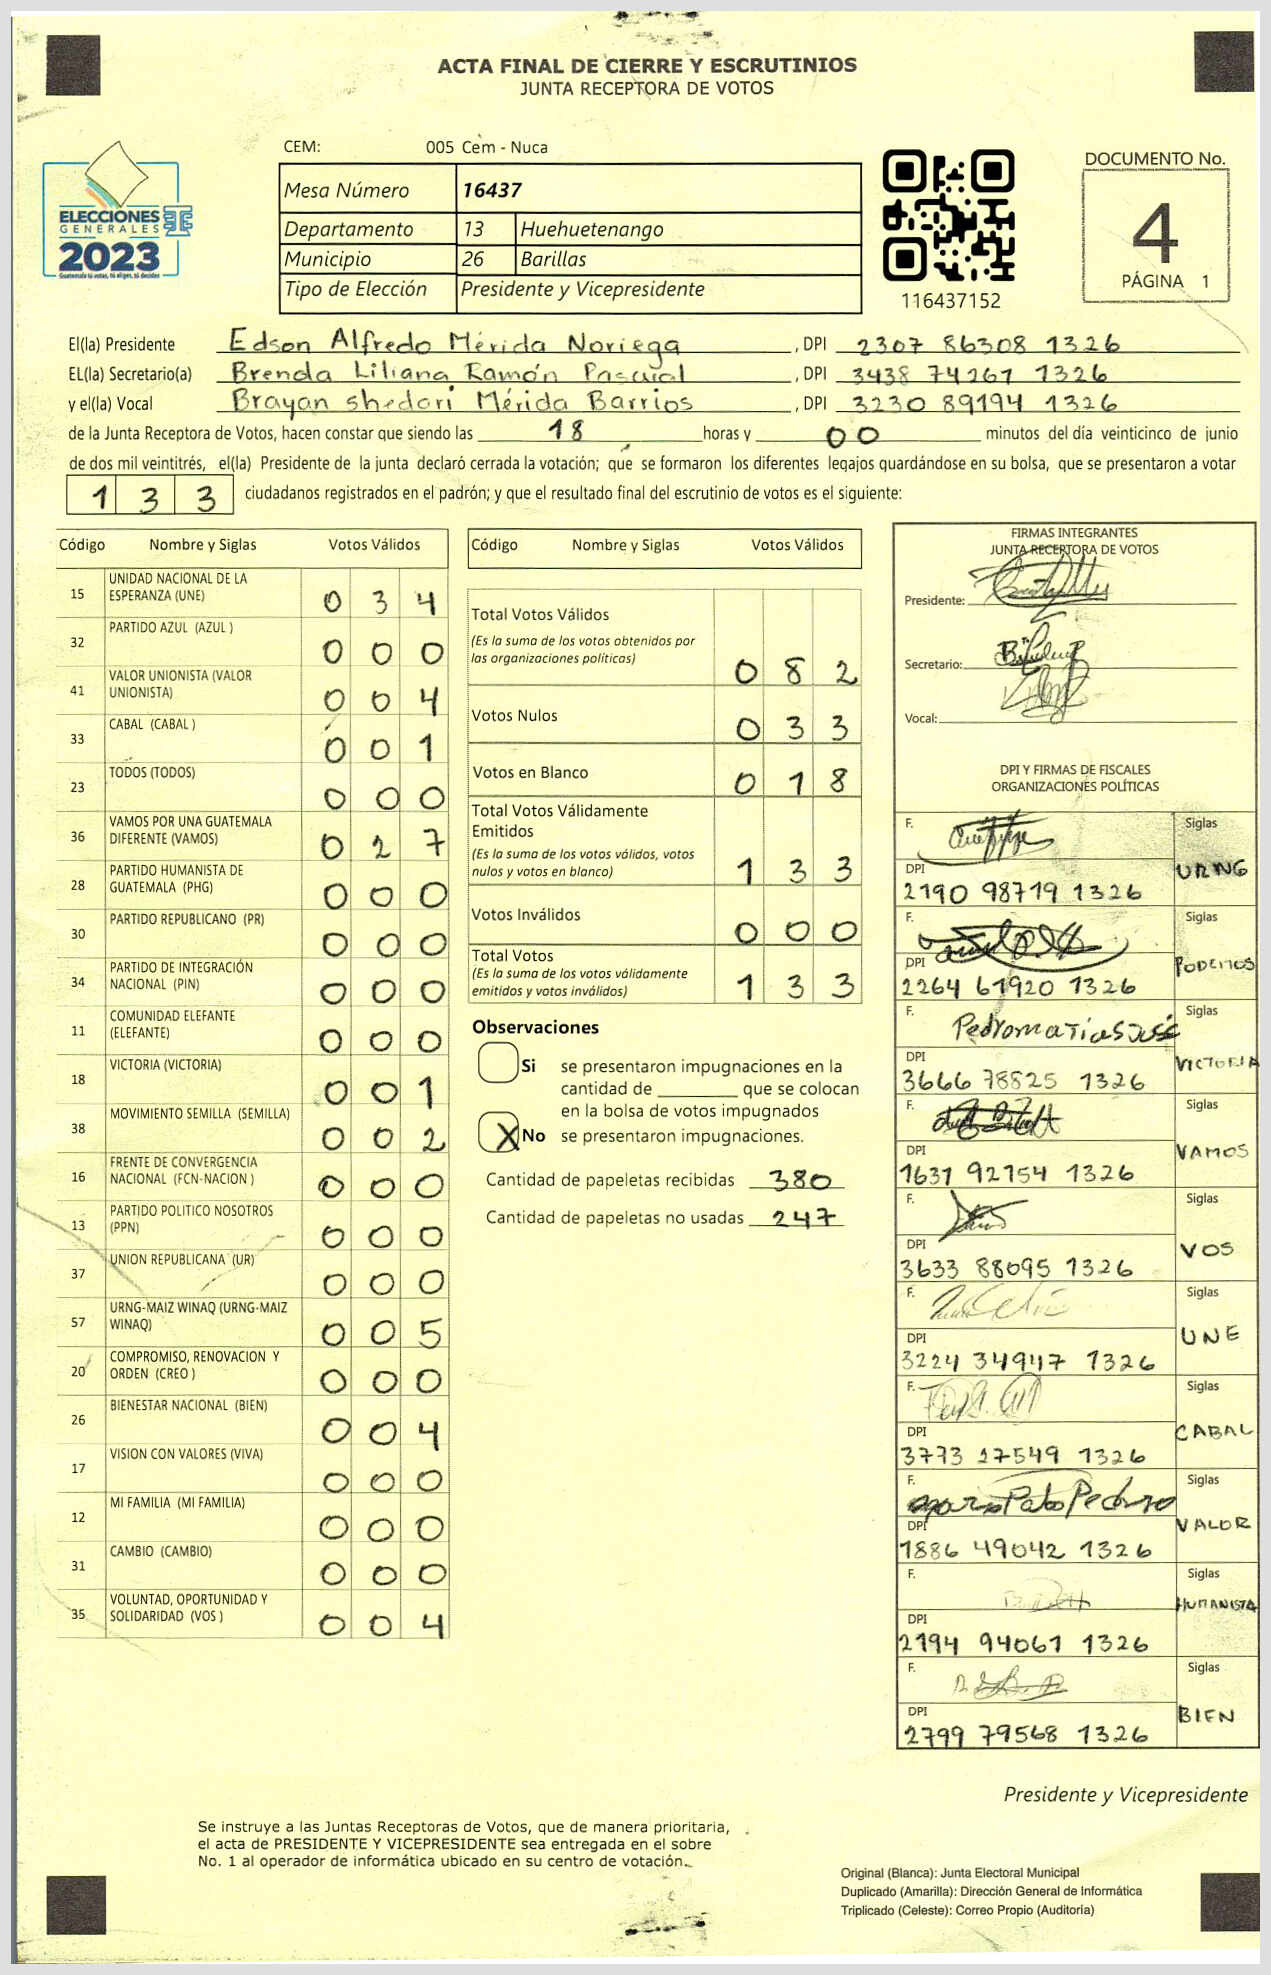 ACTA FINAL DE CIERRE Y ESCRUTINIOS
JUNTA RECEPTORA DE VOTOS
CEM: 005 Cem - Nuca
Mesa Número 16437
Departamento 13 Huehuetenango
Municipio 26 Barillas
Tipo de Elección Presidente y Vicepresidente
ELECCIONES
GENERALES
2023
Guatemala tú votas, tú eliges, tú decides
116437152
DOCUMENTO No.
4
PÁGINA 1
El(la) Presidente Edson Alfredo Mérida Noriega , DPI 2307 86308 1326
EL(la) Secretario(a) Brenda Liliana Ramón Pascual , DPI 3438 74261 1326
y el(la) Vocal Brayan Shedari Mérida Barrios , DPI 3230 89194 1326
de la Junta Receptora de Votos, hacen constar que siendo las 18 horas y 00 minutos del día veinticinco de junio
de dos mil veintitrés, el(la) Presidente de la junta declaró cerrada la votación; que se formaron los diferentes legajos guardándose en su bolsa, que se presentaron a votar
1 3 3 ciudadanos registrados en el padrón; y que el resultado final del escrutinio de votos es el siguiente:
Código Nombre y Siglas Votos Válidos
15 UNIDAD NACIONAL DE LA
ESPERANZA (UNE) 0 3 4
32 PARTIDO AZUL (AZUL ) 0 0 0
41 VALOR UNIONISTA (VALOR
UNIONISTA) 0 0 4
33 CABAL (CABAL ) 0 0 1
23 TODOS (TODOS) 0 0 0
36 VAMOS POR UNA GUATEMALA
DIFERENTE (VAMOS) 0 2 7
28 PARTIDO HUMANISTA DE
GUATEMALA (PHG) 0 0 0
30 PARTIDO REPUBLICANO (PR) 0 0 0
34 PARTIDO DE INTEGRACIÓN
NACIONAL (PIN) 0 0 0
11 COMUNIDAD ELEFANTE
(ELEFANTE) 0 0 0
18 VICTORIA (VICTORIA) 0 0 1
38 MOVIMIENTO SEMILLA (SEMILLA) 0 0 2
16 FRENTE DE CONVERGENCIA
NACIONAL (FCN-NACION ) 0 0 0
13 PARTIDO POLITICO NOSOTROS
(PPN) 0 0 0
37 UNION REPUBLICANA (UR) 0 0 0
57 URNG-MAIZ WINAQ (URNG-MAIZ
WINAQ) 0 0 5
20 COMPROMISO, RENOVACION Y
ORDEN (CREO ) 0 0 0
26 BIENESTAR NACIONAL (BIEN) 0 0 4
17 VISION CON VALORES (VIVA) 0 0 0
12 MI FAMILIA (MI FAMILIA) 0 0 0
31 CAMBIO (CAMBIO) 0 0 0
35 VOLUNTAD, OPORTUNIDAD Y
SOLIDARIDAD (VOS ) 0 0 4
Código Nombre y Siglas Votos Válidos
Total Votos Válidos
(Es la suma de los votos obtenidos por
las organizaciones políticas) 0 8 2
Votos Nulos 0 3 3
Votos en Blanco 0 1 8
Total Votos Válidamente
Emitidos
(Es la suma de los votos válidos, votos
nulos y votos en blanco) 1 3 3
Votos Inválidos 0 0 0
Total Votos
(Es la suma de los votos válidamente
emitidos y votos inválidos) 1 3 3
Observaciones
Si se presentaron impugnaciones en la
cantidad de ________ que se colocan
en la bolsa de votos impugnados
X No se presentaron impugnaciones.
Cantidad de papeletas recibidas 380
Cantidad de papeletas no usadas 247
FIRMAS INTEGRANTES
JUNTA RECEPTORA DE VOTOS
Presidente:
Secretario:
Vocal:
DPI Y FIRMAS DE FISCALES
ORGANIZACIONES POLÍTICAS
F. Siglas
DPI URNG
2190 98719 1326
F. Siglas
DPI PODEMOS
2264 61920 1326
F. Pedro Matias José Siglas
DPI VICTORIA
3666 78825 1326
F. Siglas
DPI VAMOS
1631 92154 1326
F. Siglas
DPI VOS
3633 88095 1326
F. Siglas
DPI UNE
3224 34947 1326
F. Siglas
DPI CABAL
3773 27549 1326
F. Siglas
DPI VALOR
1886 49042 1326
F. Siglas
DPI HUMANISTA
2194 94061 1326
F. Siglas
DPI BIEN
2799 79568 1326
Presidente y Vicepresidente
Se instruye a las Juntas Receptoras de Votos, que de manera prioritaria,
el acta de PRESIDENTE Y VICEPRESIDENTE sea entregada en el sobre
No. 1 al operador de informática ubicado en su centro de votación.
Original (Blanca): Junta Electoral Municipal
Duplicado (Amarilla): Dirección General de Informática
Triplicado (Celeste): Correo Propio (Auditoría)